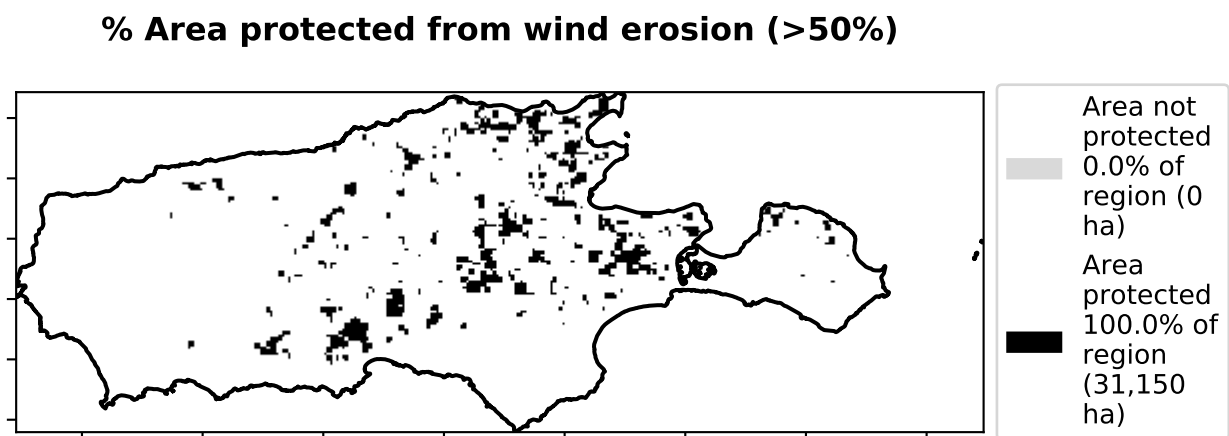 % Area protected from wind erosion (>50%)
Area not
protected
0.0% of
region (0
ha)
Area
protected
100.0% of
region
(31,150
ha)